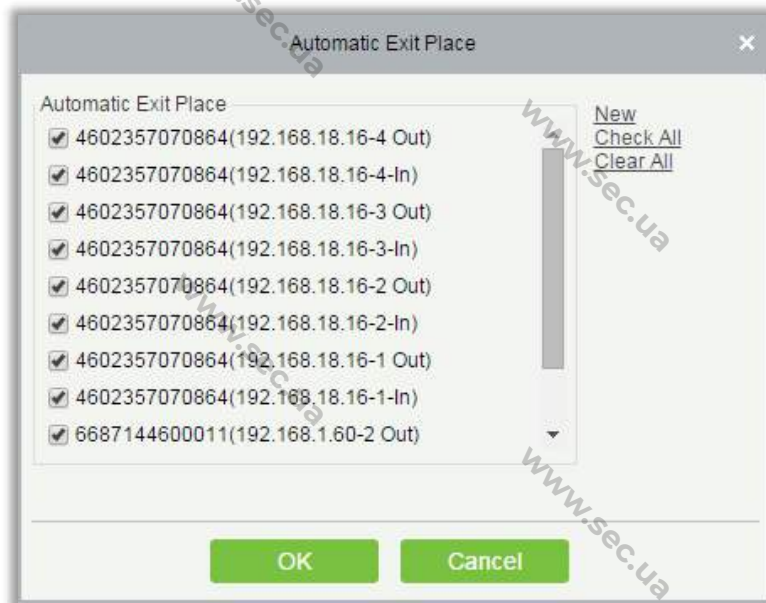 Automatic Exit Place
Automatic Exit Place
4602357070864(192.168.18.16-4 Out)
4602357070864(192.168.18.16-4-In)
4602357070864(192.168.18.16-3 Out)
4602357070864(192.168.18.16-3-In)
4602357070864(192.168.18.16-2 Out)
4602357070864(192.168.18.16-2-In)
4602357070864(192.168.18.16-1 Out)
4602357070864(192.168.18.16-1-In)
6687144600011(192.168.1.60-2 Out)
New
Check All
Clear All
OK
Cancel
www.sec.ua
www.sec.ua
www.sec.ua